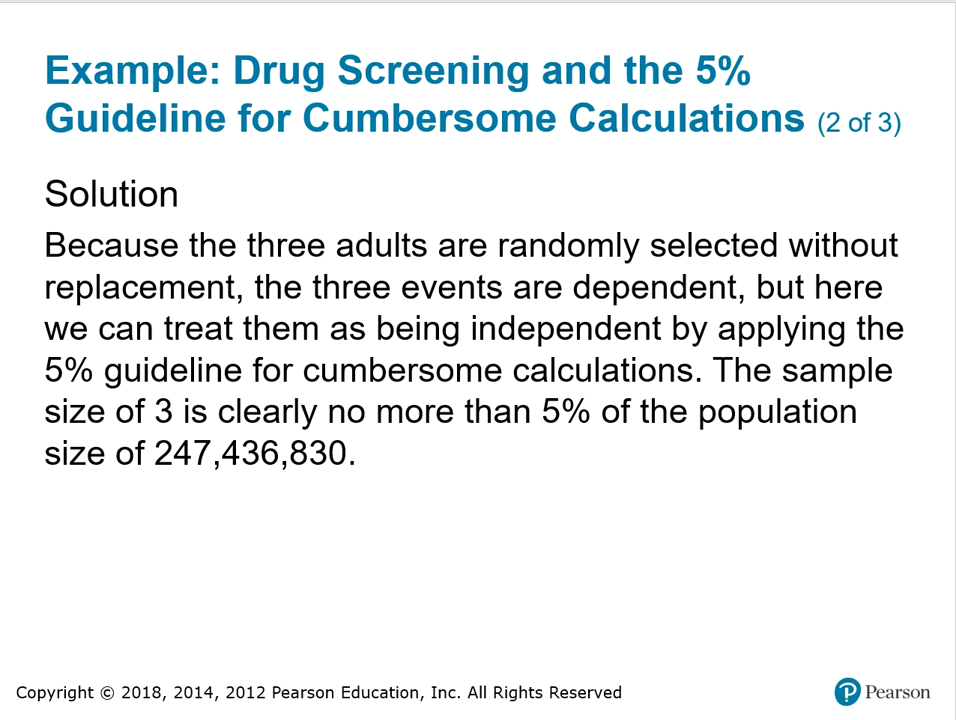 Example: Drug Screening and the 5%
Guideline for Cumbersome Calculations (2 of 3)
Solution
Because the three adults are randomly selected without
replacement, the three events are dependent, but here
we can treat them as being independent by applying the
5% guideline for cumbersome calculations. The sample
size of 3 is clearly no more than 5% of the population
size of 247,436,830.
Copyright © 2018, 2014, 2012 Pearson Education, Inc. All Rights Reserved
P Pearson